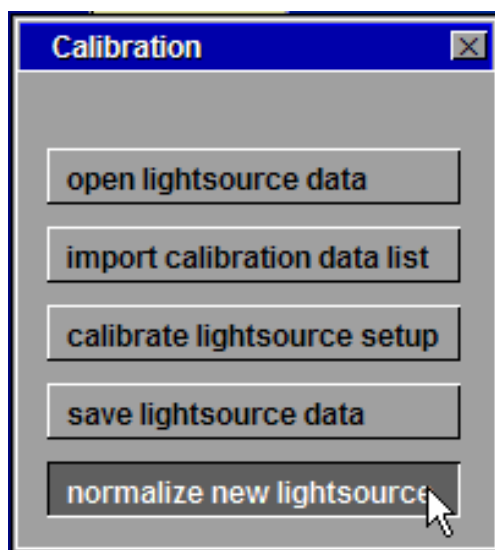 Calibration
open lightsource data
import calibration data list
calibrate lightsource setup
save lightsource data
normalize new lightsource